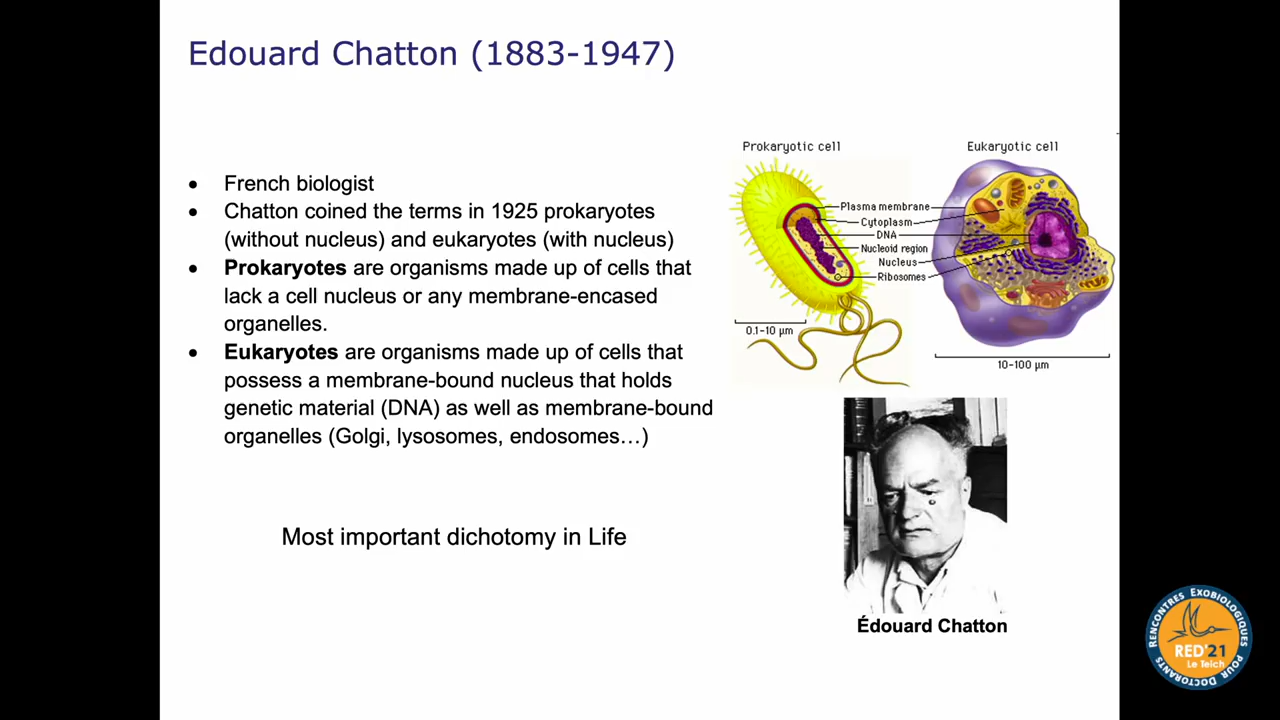 Edouard Chatton (1883-1947)
• French biologist
• Chatton coined the terms in 1925 prokaryotes
(without nucleus) and eukaryotes (with nucleus)
• Prokaryotes are organisms made up of cells that
lack a cell nucleus or any membrane-encased
organelles.
• Eukaryotes are organisms made up of cells that
possess a membrane-bound nucleus that holds
genetic material (DNA) as well as membrane-bound
organelles (Golgi, lysosomes, endosomes…)
Most important dichotomy in Life
Prokaryotic cell
Eukaryotic cell
Plasma membrane
Cytoplasm
DNA
Nucleoid region
Nucleus
Ribosomes
0.1-10 µm
10-100 µm
Édouard Chatton
RENCONTRES EXOBIOLOGIQUES
POUR DOCTORANTS
RED'21
Le Teich